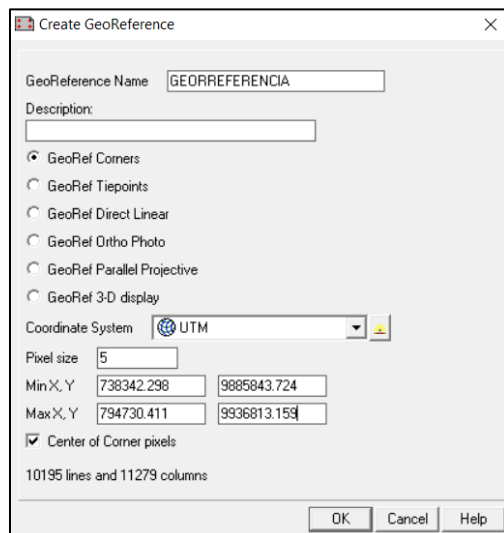 Create GeoReference
GeoReference Name GEORREFERENCIA
Description:
GeoRef Corners
GeoRef Tiepoints
GeoRef Direct Linear
GeoRef Ortho Photo
GeoRef Parallel Projective
GeoRef 3-D display
Coordinate System UTM
Pixel size 5
Min X, Y 738342.298 9885843.724
Max X, Y 794730.411 9936813.159
Center of Corner pixels
10195 lines and 11279 columns
OK Cancel Help